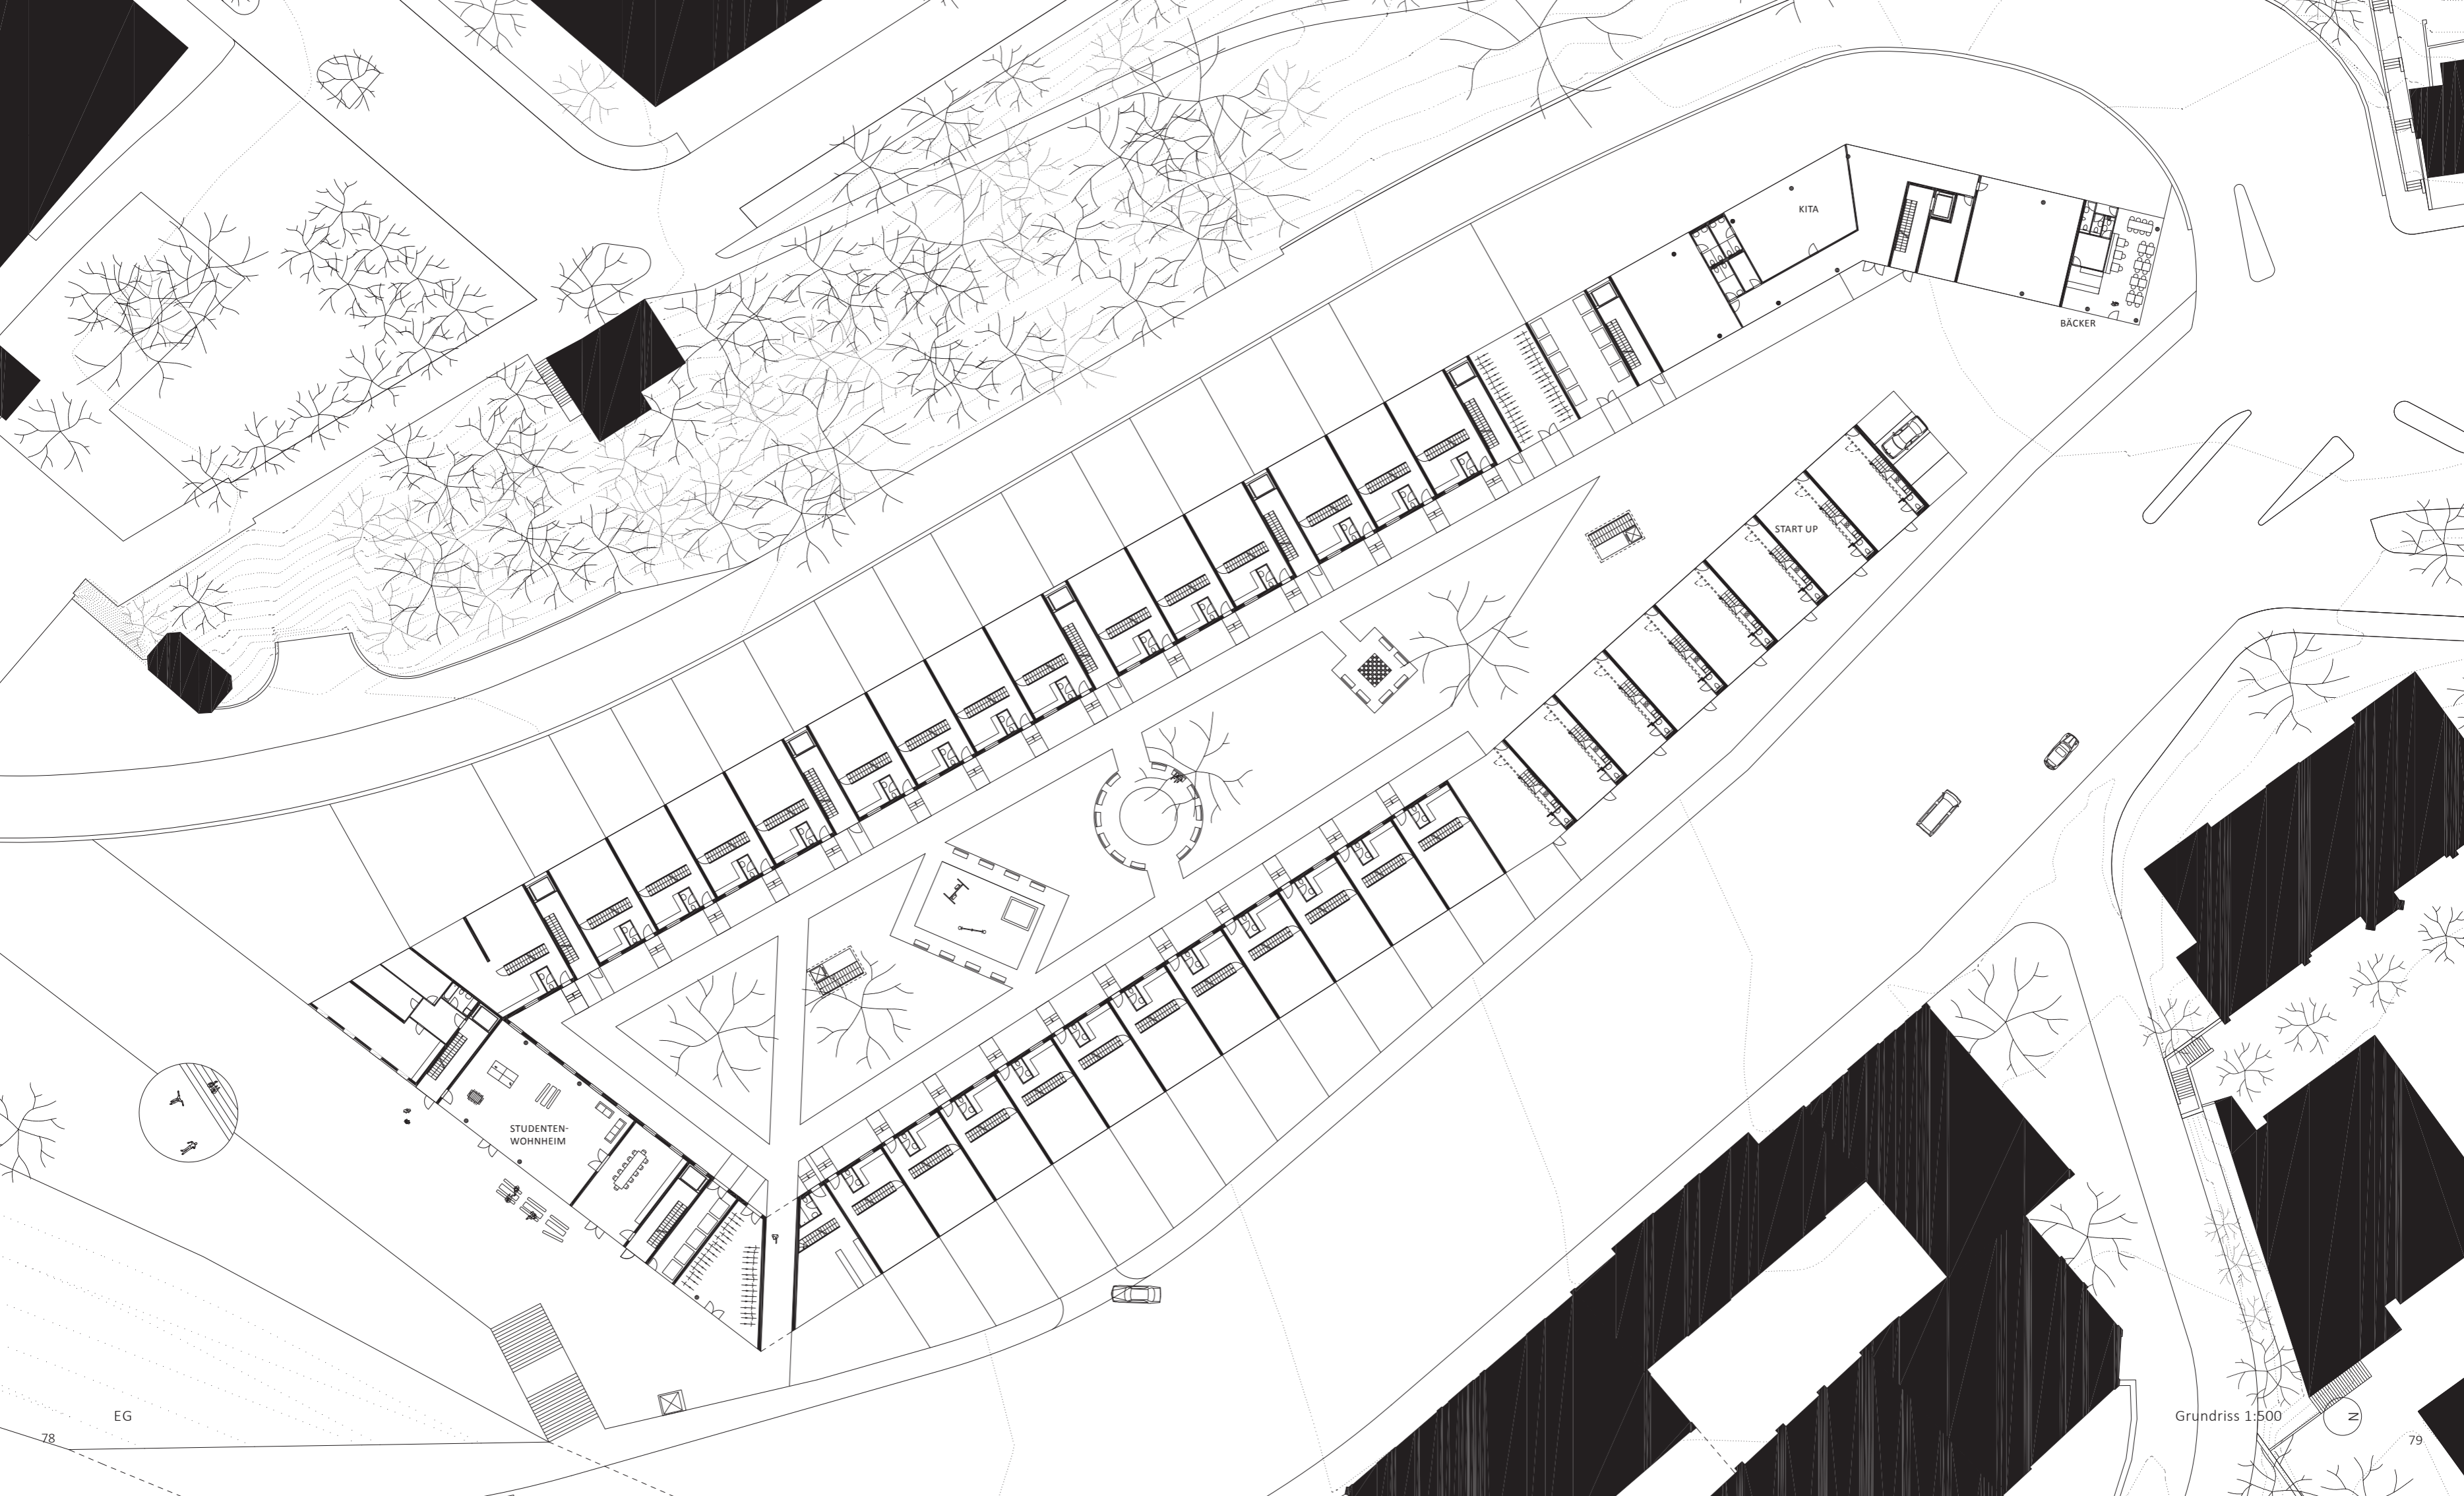 KITA
BÄCKER
START UP
STUDENTEN-
WOHNHEIM
EG
Grundriss 1:500
N
78
79